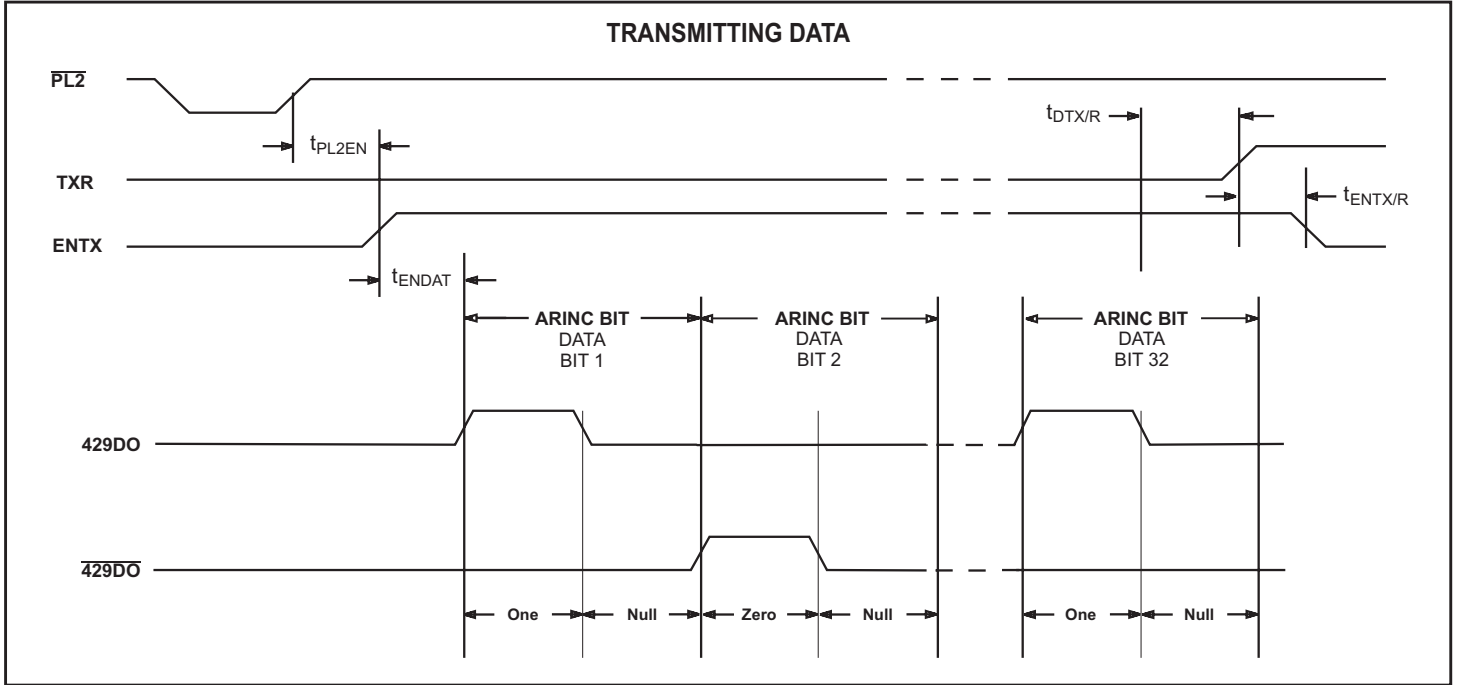 TRANSMITTING DATA
PL2
tDTX/R
tPL2EN
TXR
tENTX/R
ENTX
tENDAT
ARINC BIT
DATA
BIT 1
ARINC BIT
DATA
BIT 2
ARINC BIT
DATA
BIT 32
429DO
429DO
One
Null
Zero
Null
One
Null